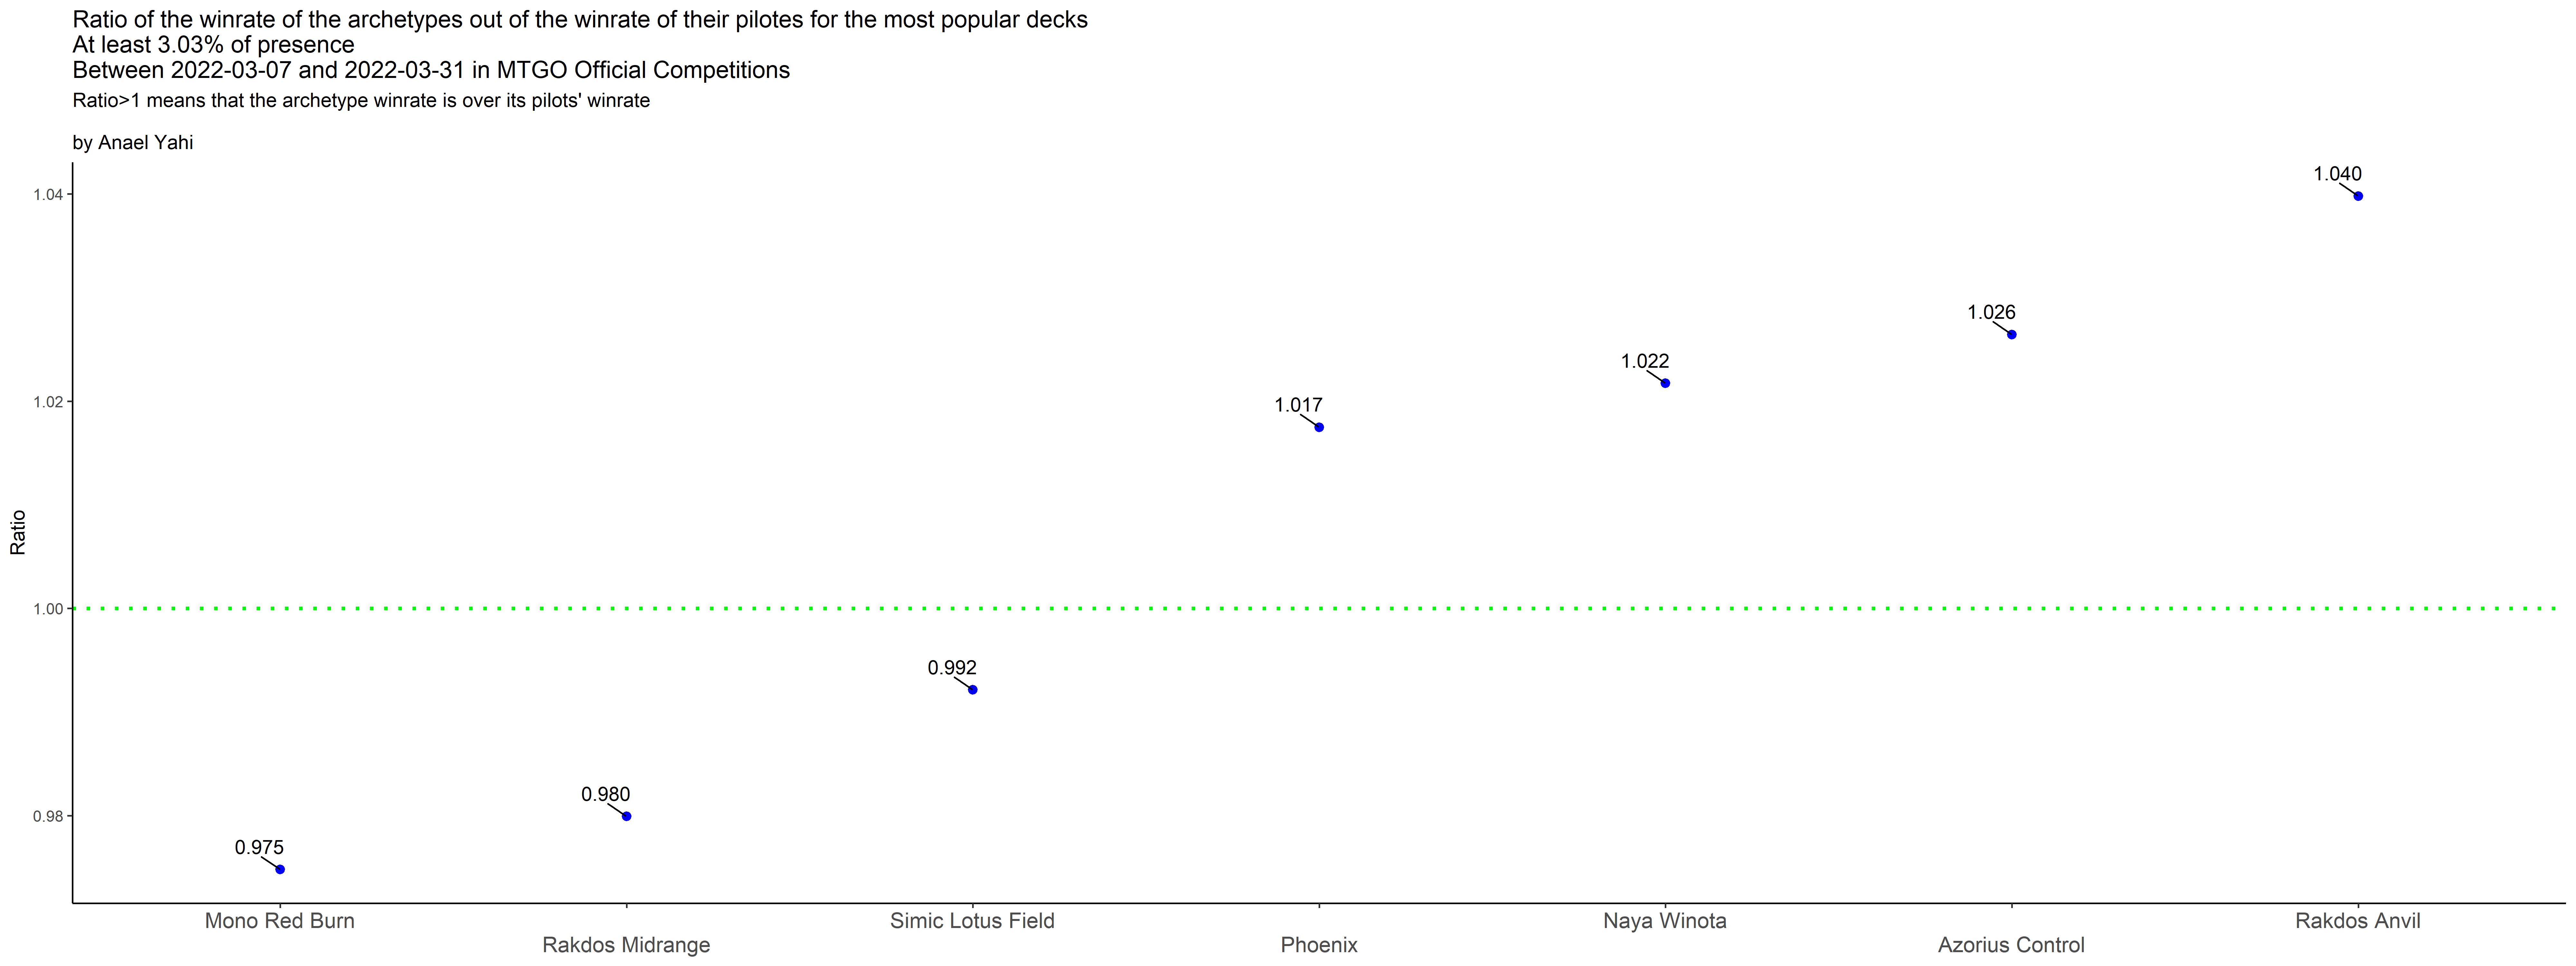 Ratio of the winrate of the archetypes out of the winrate of their pilotes for the most popular decks
At least 3.03% of presence
Between 2022-03-07 and 2022-03-31 in MTGO Official Competitions
Ratio>1 means that the archetype winrate is over its pilots' winrate
by Anael Yahi
1.040
1.04
1.026
1.022
1.02
1.017
Ratio
1.00
0.992
0.980
0.98
0.975
Mono Red Burn
Rakdos Midrange
Simic Lotus Field
Phoenix
Naya Winota
Azorius Control
Rakdos Anvil